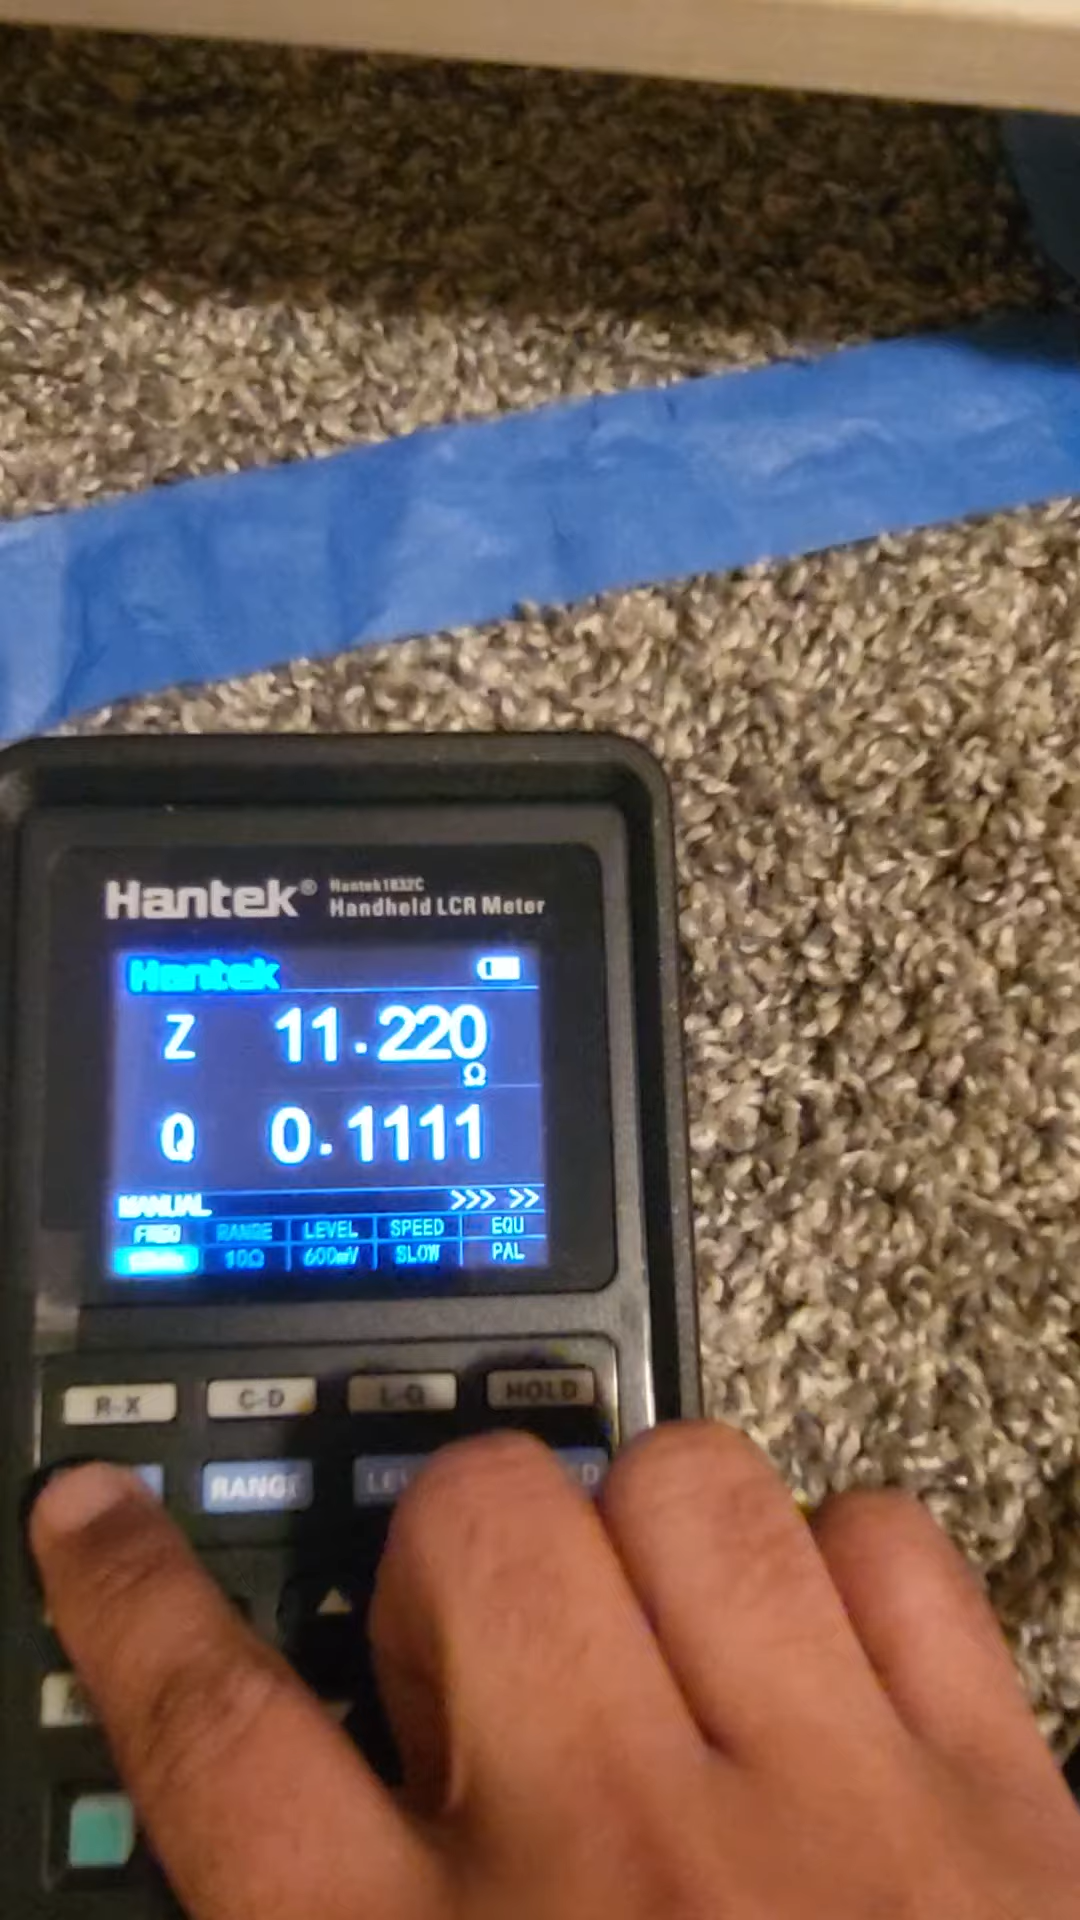 Hantek® Hantek1832C
Handheld LCR Meter
Hantek
Z 11.220
Ω
Q 0.1111
MANUAL >>> >>
FREQ RANGE LEVEL SPEED EQU
10Ω 600mV SLOW PAL
R-X C-D L-Q HOLD
RANGE